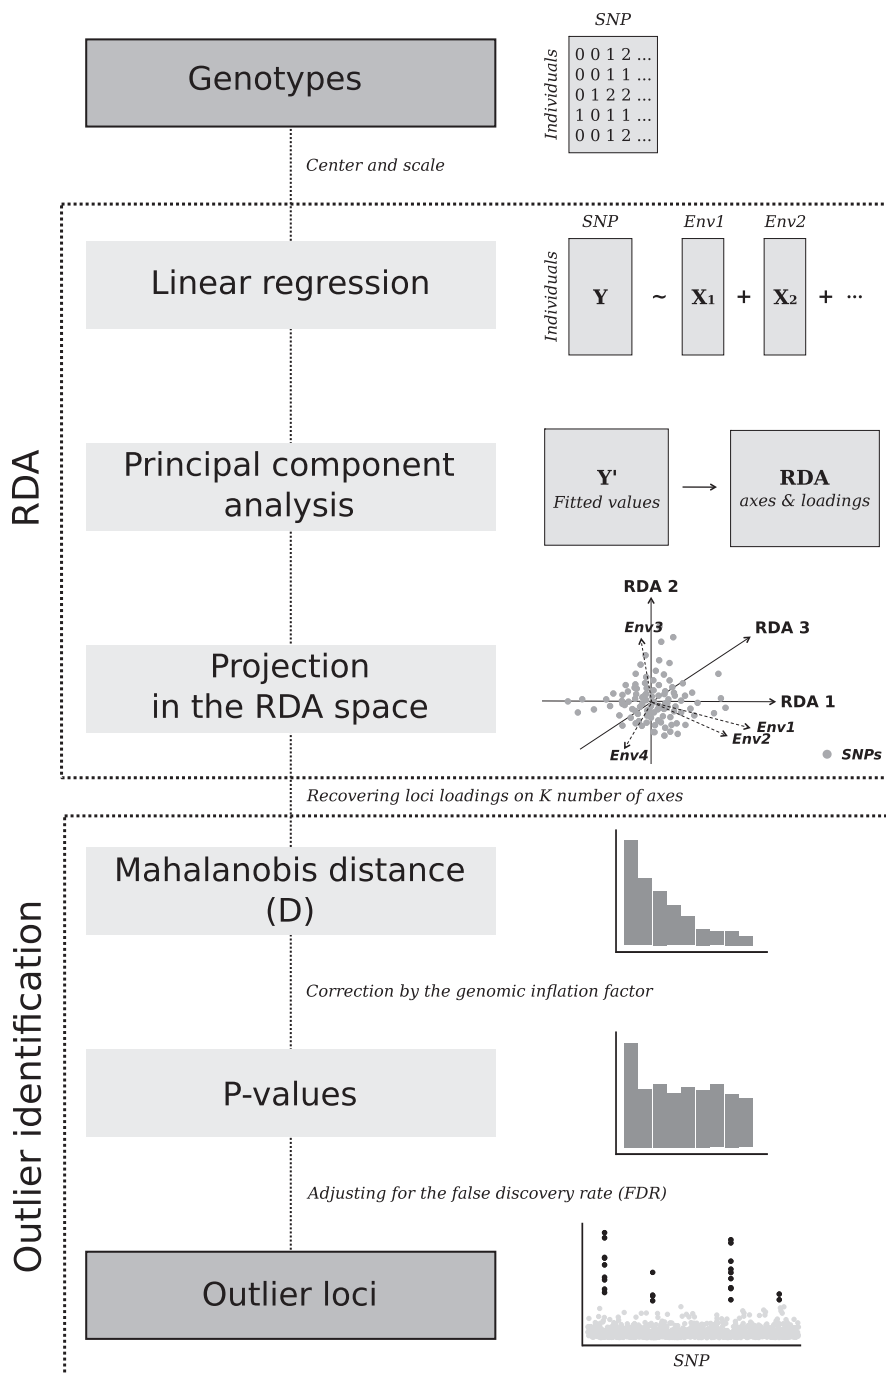 SNP
Genotypes
Individuals
0 0 1 2 ...
0 0 1 1 ...
0 1 2 2 ...
1 0 1 1 ...
0 0 1 2 ...
Center and scale
RDA
SNP Env1 Env2
Linear regression
Individuals
Y ~ X₁ + X₂ + ...
Principal component
analysis
Y'
Fitted values
RDA
axes & loadings
Projection
in the RDA space
RDA 2
Env3
RDA 3
RDA 1
Env1
Env2
Env4
SNPs
Recovering loci loadings on K number of axes
Outlier identification
Mahalanobis distance
(D)
Correction by the genomic inflation factor
P-values
Adjusting for the false discovery rate (FDR)
Outlier loci
SNP